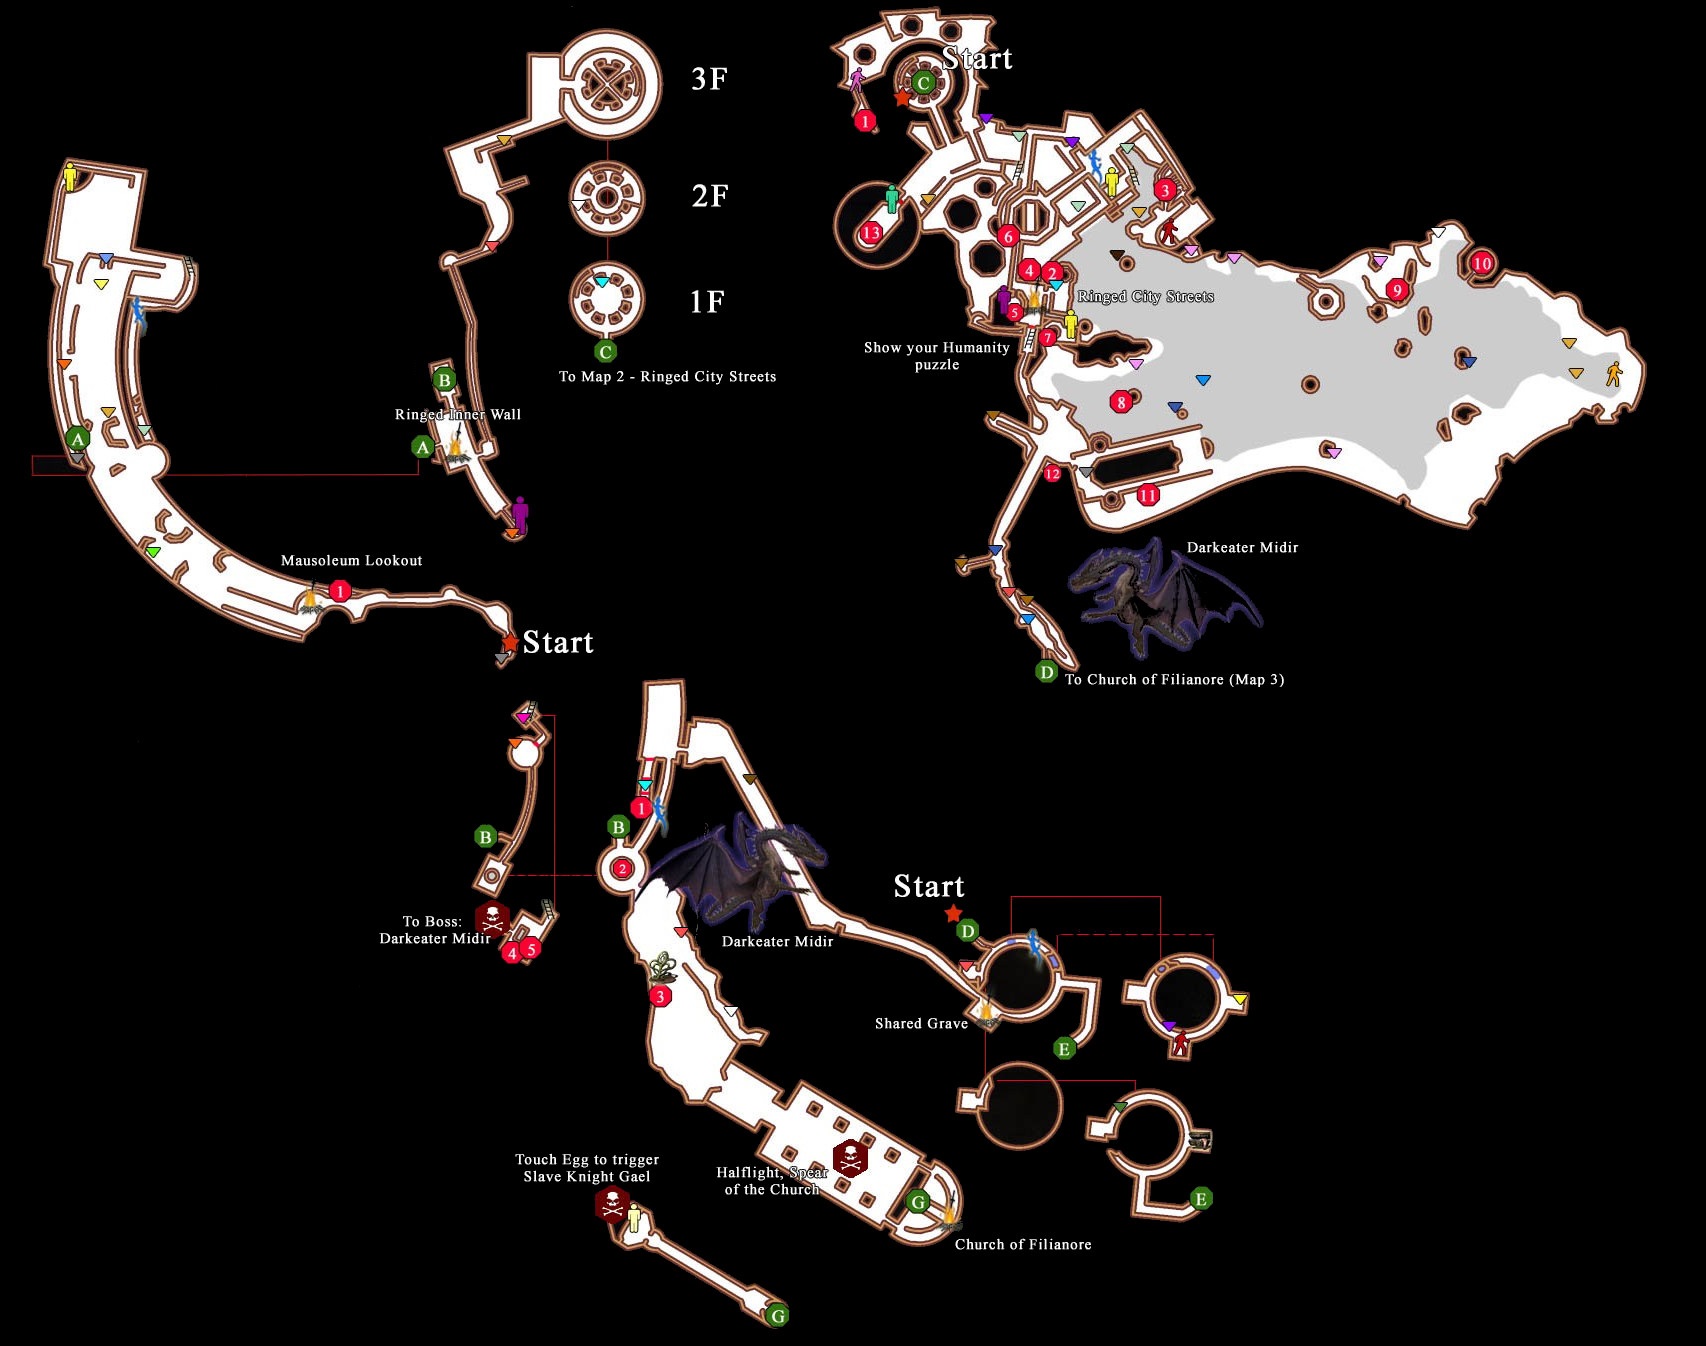 3F
2F
1F
C
To Map 2 - Ringed City Streets
B
Ringed Inner Wall
A
A
Mausoleum Lookout
1
Start
Start
C
1
3
13
6
4
2
Ringed City Streets
5
7
Show your Humanity
puzzle
9
10
8
12
11
Darkeater Midir
D
To Church of Filianore (Map 3)
B
To Boss:
Darkeater Midir
4
5
1
B
2
Darkeater Midir
3
Start
D
Shared Grave
E
E
Touch Egg to trigger
Slave Knight Gael
Halflight, Spear
of the Church
G
Church of Filianore
G